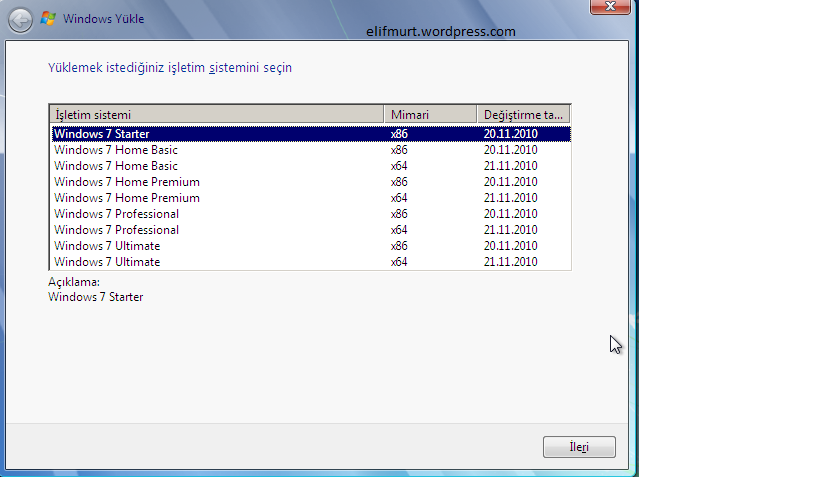 Windows Yükle
elifmurt.wordpress.com
Yüklemek istediğiniz işletim sistemini seçin
İşletim sistemi Mimari Değiştirme ta...
Windows 7 Starter x86 20.11.2010
Windows 7 Home Basic x86 20.11.2010
Windows 7 Home Basic x64 21.11.2010
Windows 7 Home Premium x86 20.11.2010
Windows 7 Home Premium x64 21.11.2010
Windows 7 Professional x86 20.11.2010
Windows 7 Professional x64 21.11.2010
Windows 7 Ultimate x86 20.11.2010
Windows 7 Ultimate x64 21.11.2010
Açıklama:
Windows 7 Starter
İleri